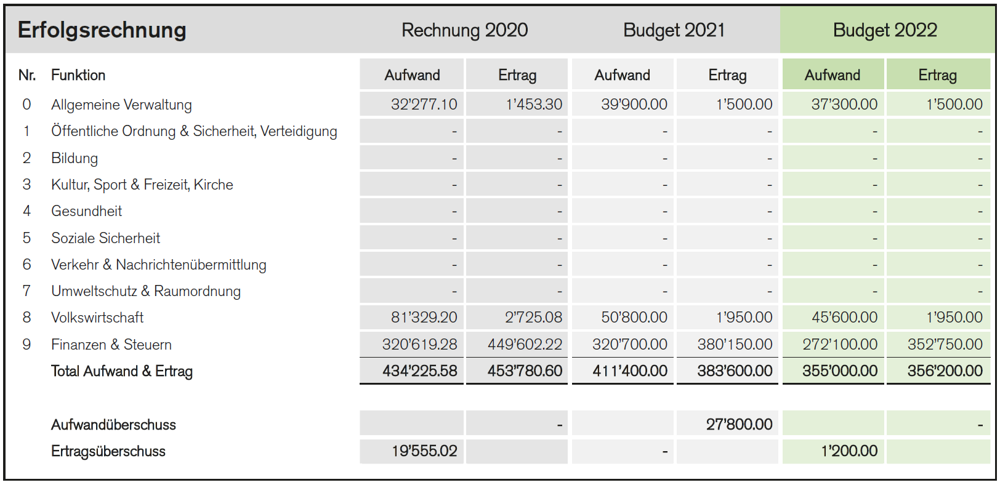 Erfolgsrechnung Rechnung 2020 Budget 2021 Budget 2022
Nr. Funktion Aufwand Ertrag Aufwand Ertrag Aufwand Ertrag
0 Allgemeine Verwaltung 32’277.10 1’453.30 39’900.00 1’500.00 37’300.00 1’500.00
1 Öffentliche Ordnung & Sicherheit, Verteidigung - - - - - -
2 Bildung - - - - - -
3 Kultur, Sport & Freizeit, Kirche - - - - - -
4 Gesundheit - - - - - -
5 Soziale Sicherheit - - - - - -
6 Verkehr & Nachrichtenübermittlung - - - - - -
7 Umweltschutz & Raumordnung - - - - - -
8 Volkswirtschaft 81’329.20 2’725.08 50’800.00 1’950.00 45’600.00 1’950.00
9 Finanzen & Steuern 320’619.28 449’602.22 320’700.00 380’150.00 272’100.00 352’750.00
Total Aufwand & Ertrag 434’225.58 453’780.60 411’400.00 383’600.00 355’000.00 356’200.00
Aufwandüberschuss - 27’800.00 -
Ertragsüberschuss 19’555.02 - 1’200.00